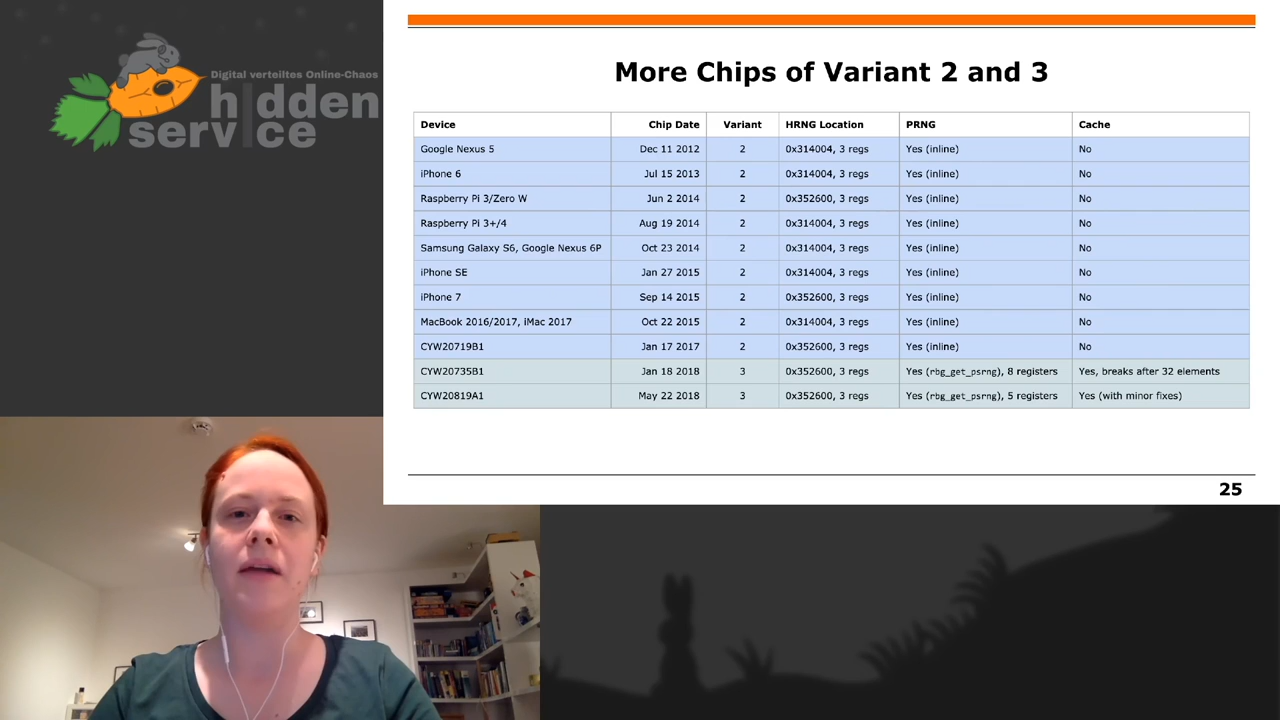 Digital verteiltes Online-Chaos
hidden
service
More Chips of Variant 2 and 3
Device Chip Date Variant HRNG Location PRNG Cache
Google Nexus 5 Dec 11 2012 2 0x314004, 3 regs Yes (inline) No
iPhone 6 Jul 15 2013 2 0x314004, 3 regs Yes (inline) No
Raspberry Pi 3/Zero W Jun 2 2014 2 0x352600, 3 regs Yes (inline) No
Raspberry Pi 3+/4 Aug 19 2014 2 0x314004, 3 regs Yes (inline) No
Samsung Galaxy S6, Google Nexus 6P Oct 23 2014 2 0x314004, 3 regs Yes (inline) No
iPhone SE Jan 27 2015 2 0x314004, 3 regs Yes (inline) No
iPhone 7 Sep 14 2015 2 0x352600, 3 regs Yes (inline) No
MacBook 2016/2017, iMac 2017 Oct 22 2015 2 0x314004, 3 regs Yes (inline) No
CYW20719B1 Jan 17 2017 2 0x352600, 3 regs Yes (inline) No
CYW20735B1 Jan 18 2018 3 0x352600, 3 regs Yes (rbg_get_psrng), 8 registers Yes, breaks after 32 elements
CYW20819A1 May 22 2018 3 0x352600, 3 regs Yes (rbg_get_psrng), 5 registers Yes (with minor fixes)
25